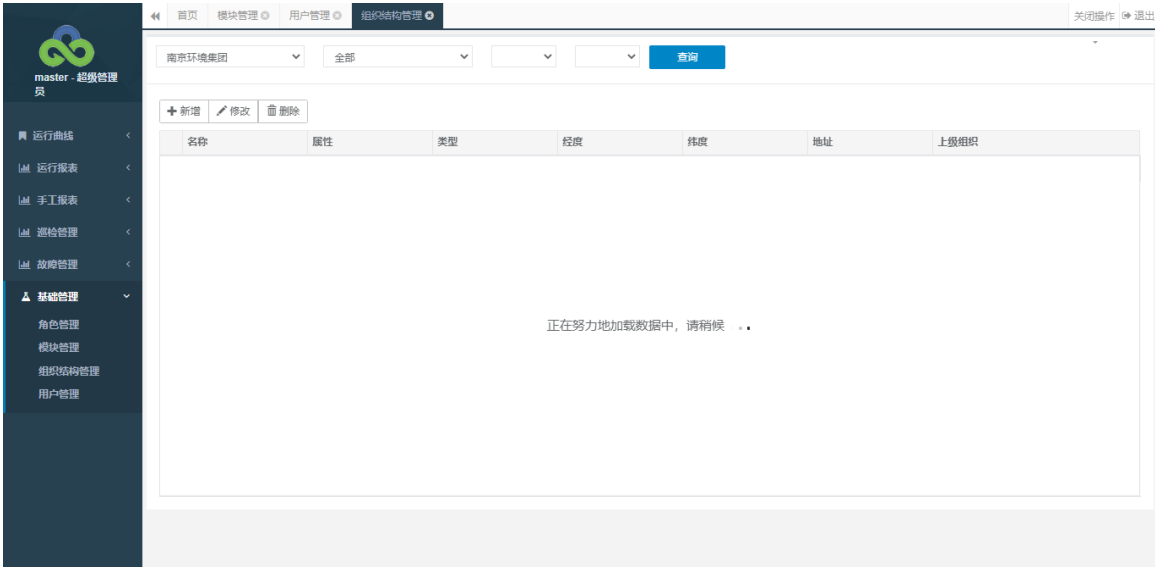 首页 模块管理 用户管理 组织结构管理 关闭操作 退出
master - 超级管理
员
南京环境集团 全部 查询
新增 修改 删除
名称 属性 类型 经度 纬度 地址 上级组织
运行曲线
运行报表
手工报表
巡检管理
故障管理
基础管理
角色管理
模块管理
组织结构管理
用户管理
正在努力地加载数据中，请稍候 . .